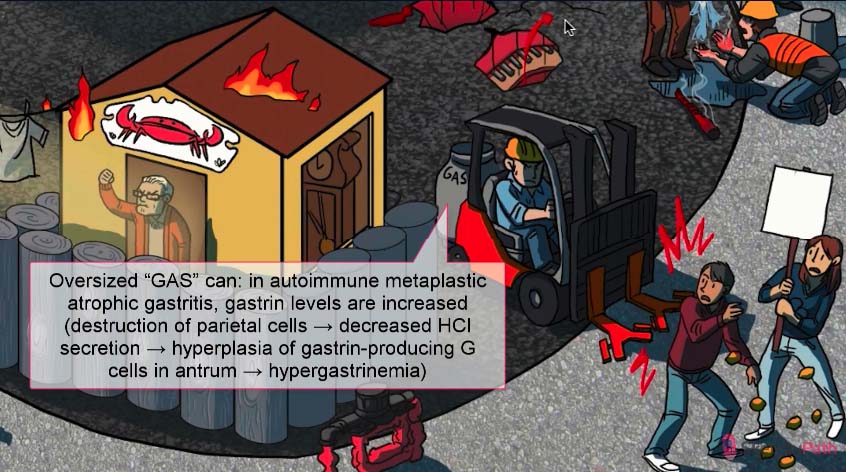 GAS
Oversized “GAS” can: in autoimmune metaplastic
atrophic gastritis, gastrin levels are increased
(destruction of parietal cells → decreased HCl
secretion → hyperplasia of gastrin-producing G
cells in antrum → hypergastrinemia)